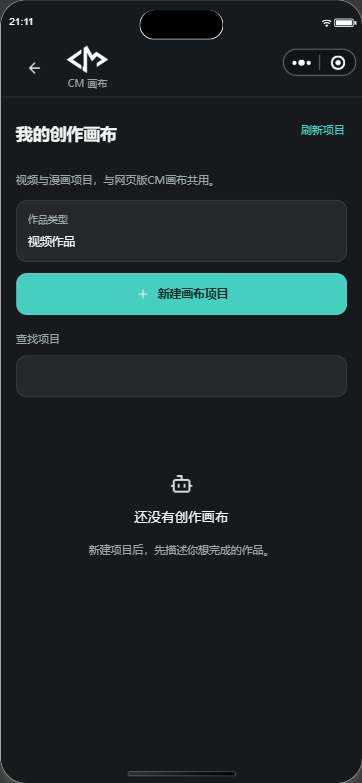 21:11
CM 画布
我的创作画布
刷新项目
视频与漫画项目，与网页版CM画布共用。
作品类型
视频作品
+ 新建画布项目
查找项目
还没有创作画布
新建项目后，先描述你想完成的作品。